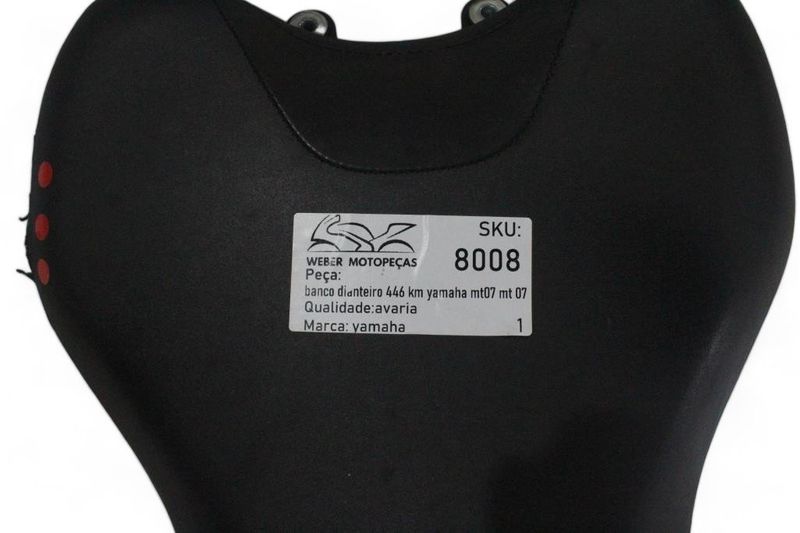 SKU:
8008
WEBER MOTOPEÇAS
Peça:
banco dianteiro 446 km yamaha mt07 mt 07
Qualidade:avaria
Marca: yamaha 1